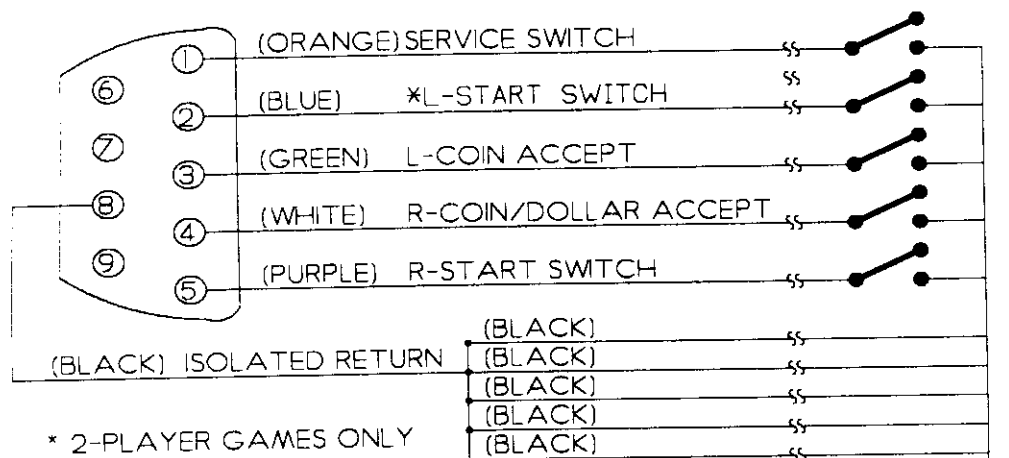 ① (ORANGE) SERVICE SWITCH
⑥
② (BLUE) *L-START SWITCH
⑦
③ (GREEN) L-COIN ACCEPT
⑧
④ (WHITE) R-COIN/DOLLAR ACCEPT
⑨
⑤ (PURPLE) R-START SWITCH
(BLACK)
(BLACK) ISOLATED RETURN (BLACK)
(BLACK)
(BLACK)
* 2-PLAYER GAMES ONLY (BLACK)